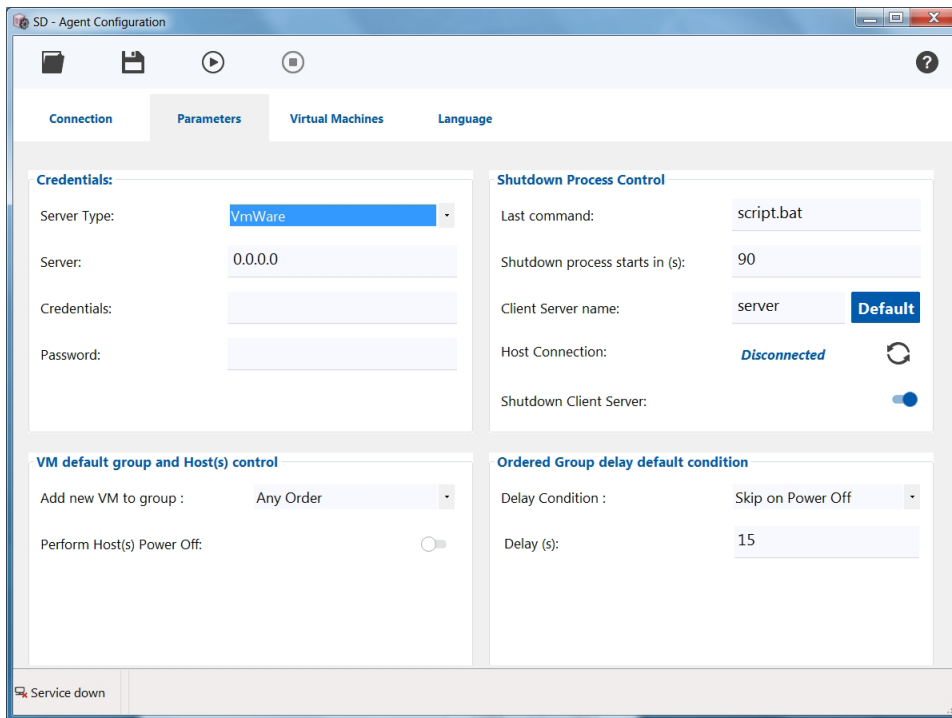 SD - Agent Configuration
Connection
Parameters
Virtual Machines
Language
Credentials:
Server Type:
VmWare
Server:
0.0.0.0
Credentials:
Password:
Shutdown Process Control
Last command:
script.bat
Shutdown process starts in (s):
90
Client Server name:
server
Default
Host Connection:
Disconnected
Shutdown Client Server:
VM default group and Host(s) control
Add new VM to group :
Any Order
Perform Host(s) Power Off:
Ordered Group delay default condition
Delay Condition :
Skip on Power Off
Delay (s):
15
Service down